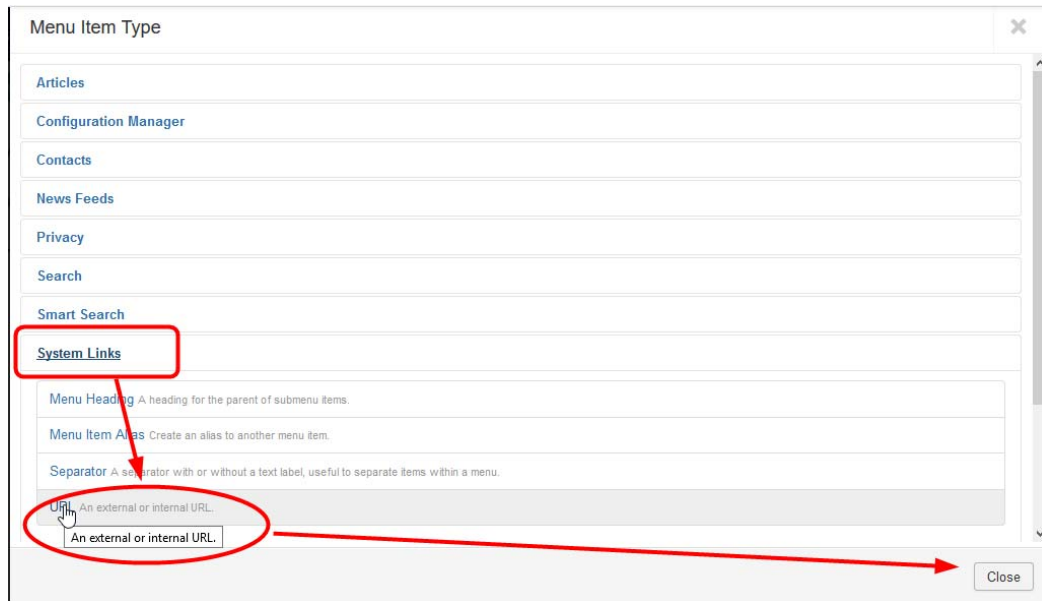 Menu Item Type
Articles
Configuration Manager
Contacts
News Feeds
Privacy
Search
Smart Search
System Links
Menu Heading A heading for the parent of submenu items.
Menu Item Alias Create an alias to another menu item.
Separator A separator with or without a text label, useful to separate items within a menu.
URL An external or internal URL.
An external or internal URL.
Close